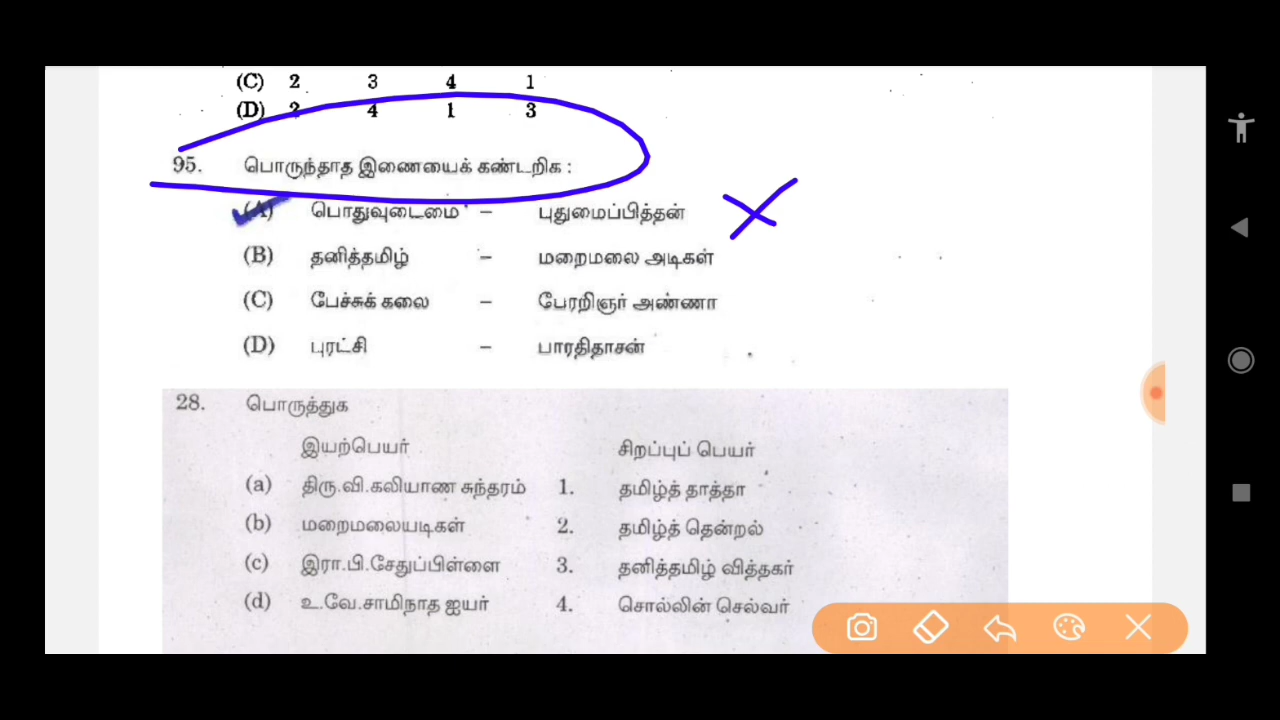 (C) 2 3 4 1
(D) 2 4 1 3
95. பொருந்தாத இணையைக் கண்டறிக :
(A) பொதுவுடைமை – புதுமைப்பித்தன்
(B) தனித்தமிழ் – மறைமலை அடிகள்
(C) பேச்சுக் கலை – பேரறிஞர் அண்ணா
(D) புரட்சி – பாரதிதாசன்
28. பொருத்துக
இயற்பெயர் சிறப்புப் பெயர்
(a) திரு.வி.கலியாண சுந்தரம் 1. தமிழ்த் தாத்தா
(b) மறைமலையடிகள் 2. தமிழ்த் தென்றல்
(c) இரா.பி.சேதுப்பிள்ளை 3. தனித்தமிழ் வித்தகர்
(d) உ.வே.சாமிநாத ஐயர் 4. சொல்லின் செல்வர்